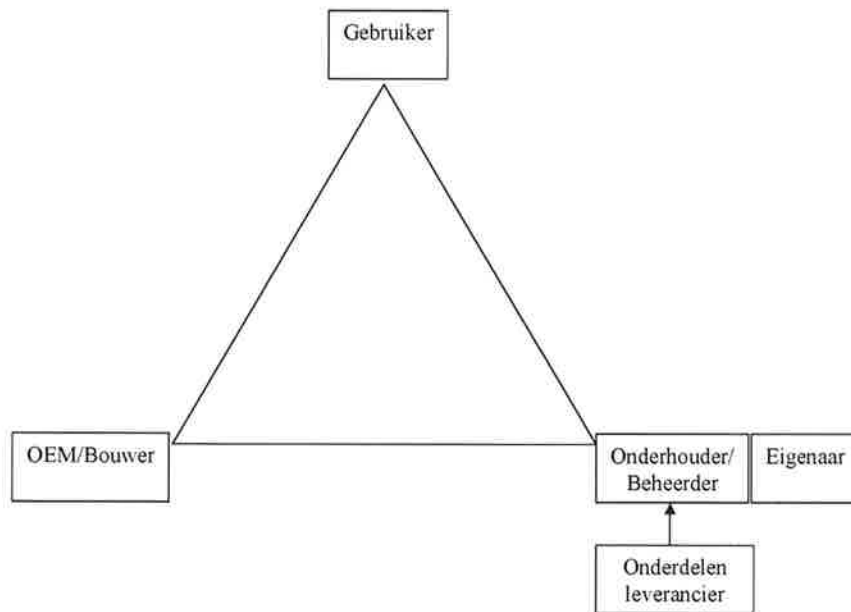 Gebruiker
OEM/Bouwer
Onderhouder/
Beheerder
Eigenaar
Onderdelen
leverancier